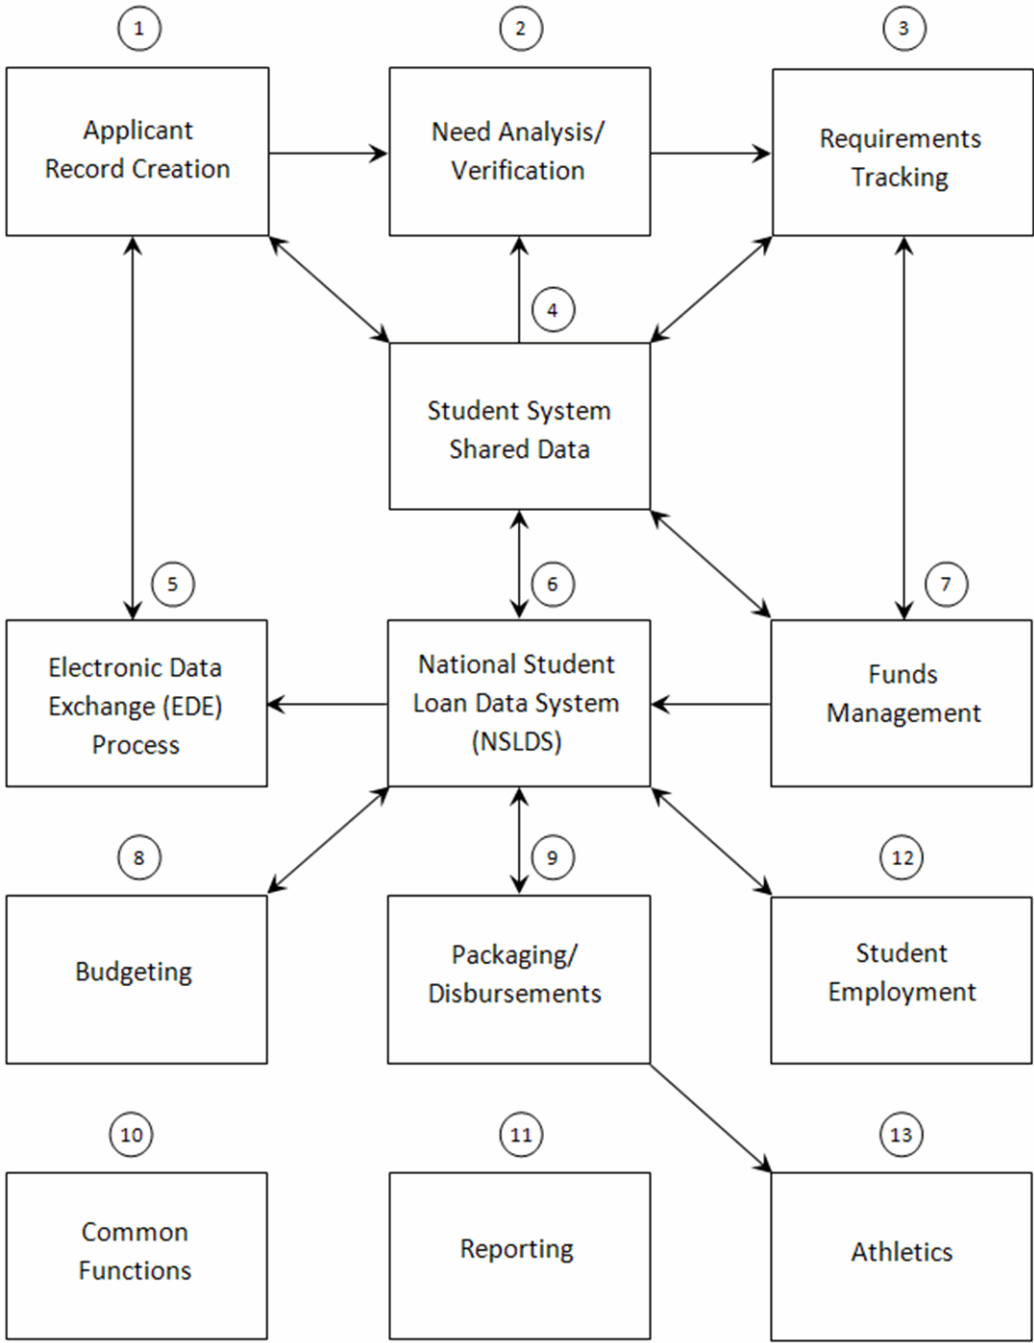 1
2
3
Applicant
Record Creation
Need Analysis/
Verification
Requirements
Tracking
4
Student System
Shared Data
5
6
7
Electronic Data
Exchange (EDE)
Process
National Student
Loan Data System
(NSLDS)
Funds
Management
8
9
12
Budgeting
Packaging/
Disbursements
Student
Employment
10
11
13
Common
Functions
Reporting
Athletics